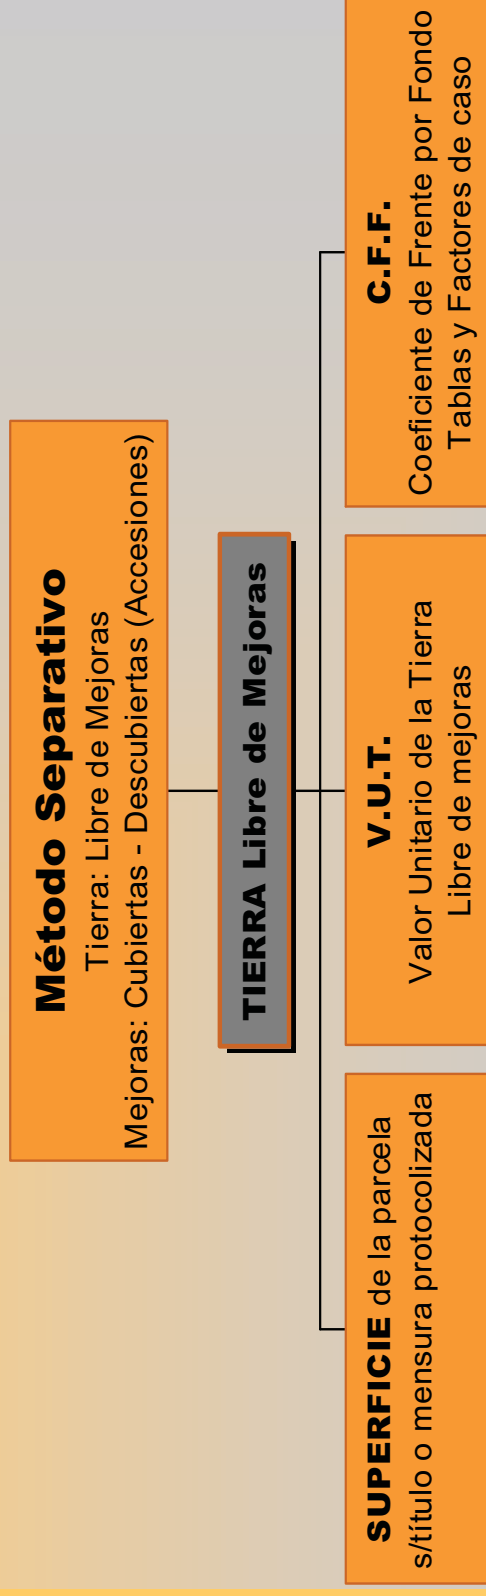 Método Separativo
Tierra: Libre de Mejoras
Mejoras: Cubiertas - Descubiertas (Accesiones)
TIERRA Libre de Mejoras
SUPERFICIE de la parcela
s/título o mensura protocolizada
V.U.T.
Valor Unitario de la Tierra
Libre de mejoras
C.F.F.
Coeficiente de Frente por Fondo
Tablas y Factores de caso